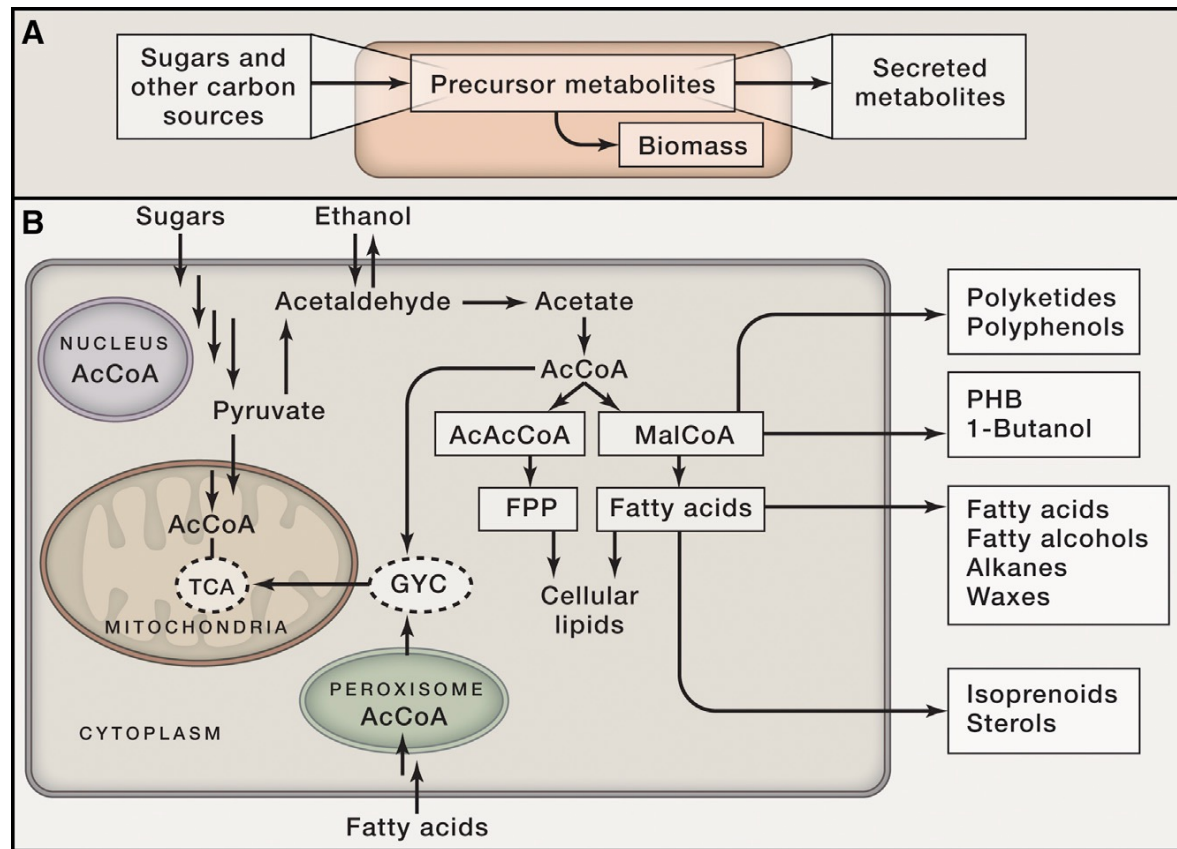 A
Sugars and
other carbon
sources
Precursor metabolites
Biomass
Secreted
metabolites
B
Sugars
Ethanol
Acetaldehyde
Acetate
NUCLEUS
AcCoA
AcCoA
Pyruvate
AcAcCoA
MalCoA
FPP
Fatty acids
AcCoA
TCA
MITOCHONDRIA
GYC
Cellular
lipids
PEROXISOME
AcCoA
CYTOPLASM
Fatty acids
Polyketides
Polyphenols
PHB
1-Butanol
Fatty acids
Fatty alcohols
Alkanes
Waxes
Isoprenoids
Sterols